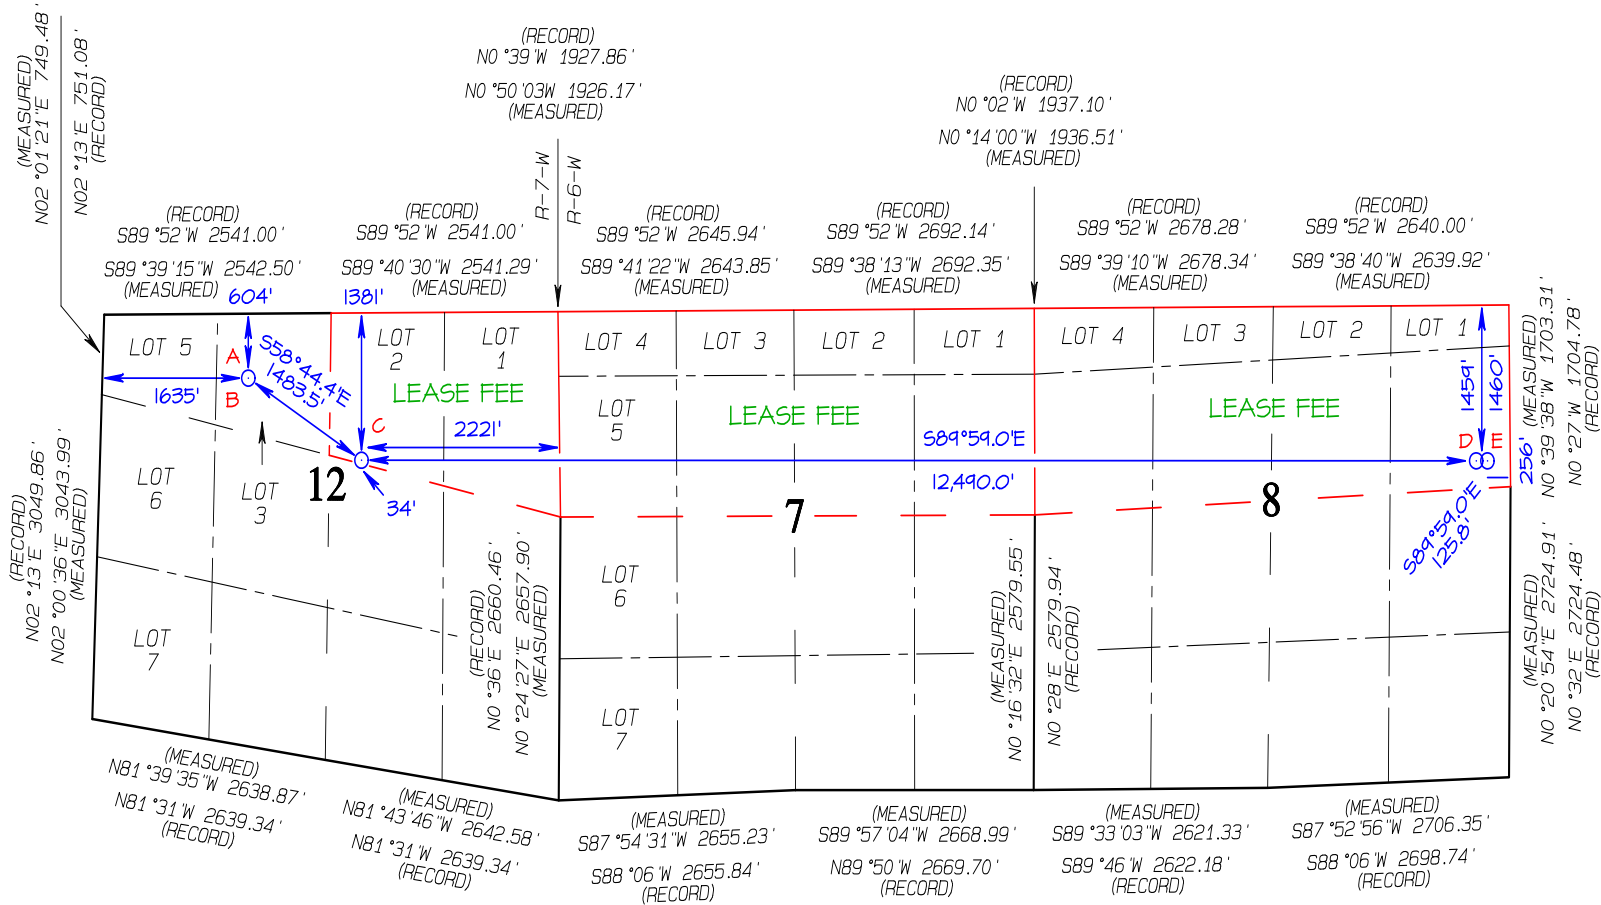 (MEASURED)
N02 °01'21"E 749.48'
N02 °13'E 751.08'
(RECORD)
(RECORD)
N0 °39'W 1927.86'
N0 °50'03W 1926.17'
(MEASURED)
(RECORD)
N0 °02'W 1937.10'
N0 °14'00"W 1936.51'
(MEASURED)
R-7-W
R-6-W
(RECORD)
S89 °52'W 2541.00'
S89 °39'15"W 2542.50'
(MEASURED)
(RECORD)
S89 °52'W 2541.00'
S89 °40'30"W 2541.29'
(MEASURED)
(RECORD)
S89 °52'W 2645.94'
S89 °41'22"W 2643.85'
(MEASURED)
(RECORD)
S89 °52'W 2692.14'
S89 °38'13"W 2692.35'
(MEASURED)
(RECORD)
S89 °52'W 2678.28'
S89 °39'10"W 2678.34'
(MEASURED)
(RECORD)
S89 °52'W 2640.00'
S89 °38'40"W 2639.92'
(MEASURED)
604'
1381'
LOT 5
A
B
1635'
S58°44.4'E
1483.5'
LOT
2
LOT
1
LEASE FEE
C
2221'
34'
12
LOT
6
LOT
3
LOT
7
LOT 4
LOT 3
LOT 2
LOT 1
LOT
5
LEASE FEE
S89°59.0'E
12,490.0'
7
LOT
6
LOT
7
LOT 4
LOT 3
LOT 2
LOT 1
LEASE FEE
1459'
1460'
D
E
256'
8
S89°59.0'E
125.8'
(MEASURED)
N0 °39'38"W 1703.31'
N0 °27'W 1704.78'
(RECORD)
(MEASURED)
N0 °20'54"E 2724.91'
N0 °32'E 2724.48'
(RECORD)
(RECORD)
N02 °13'E 3049.86'
N02 °00'36"E 3043.99'
(MEASURED)
(RECORD)
N0 °36'E 2660.46'
N0 °24'27"E 2657.90'
(MEASURED)
(MEASURED)
N0 °16'32"E 2579.55'
N0 °28'E 2579.94'
(RECORD)
(MEASURED)
N81 °39'35"W 2638.87'
N81 °31'W 2639.34'
(RECORD)
(MEASURED)
N81 °43'46"W 2642.58'
N81 °31'W 2639.34'
(RECORD)
(MEASURED)
S87 °54'31"W 2655.23'
S88 °06'W 2655.84'
(RECORD)
(MEASURED)
S89 °57'04"W 2668.99'
N89 °50'W 2669.70'
(RECORD)
(MEASURED)
S89 °33'03"W 2621.33'
S89 °46'W 2622.18'
(RECORD)
(MEASURED)
S87 °52'56"W 2706.35'
S88 °06'W 2698.74'
(RECORD)